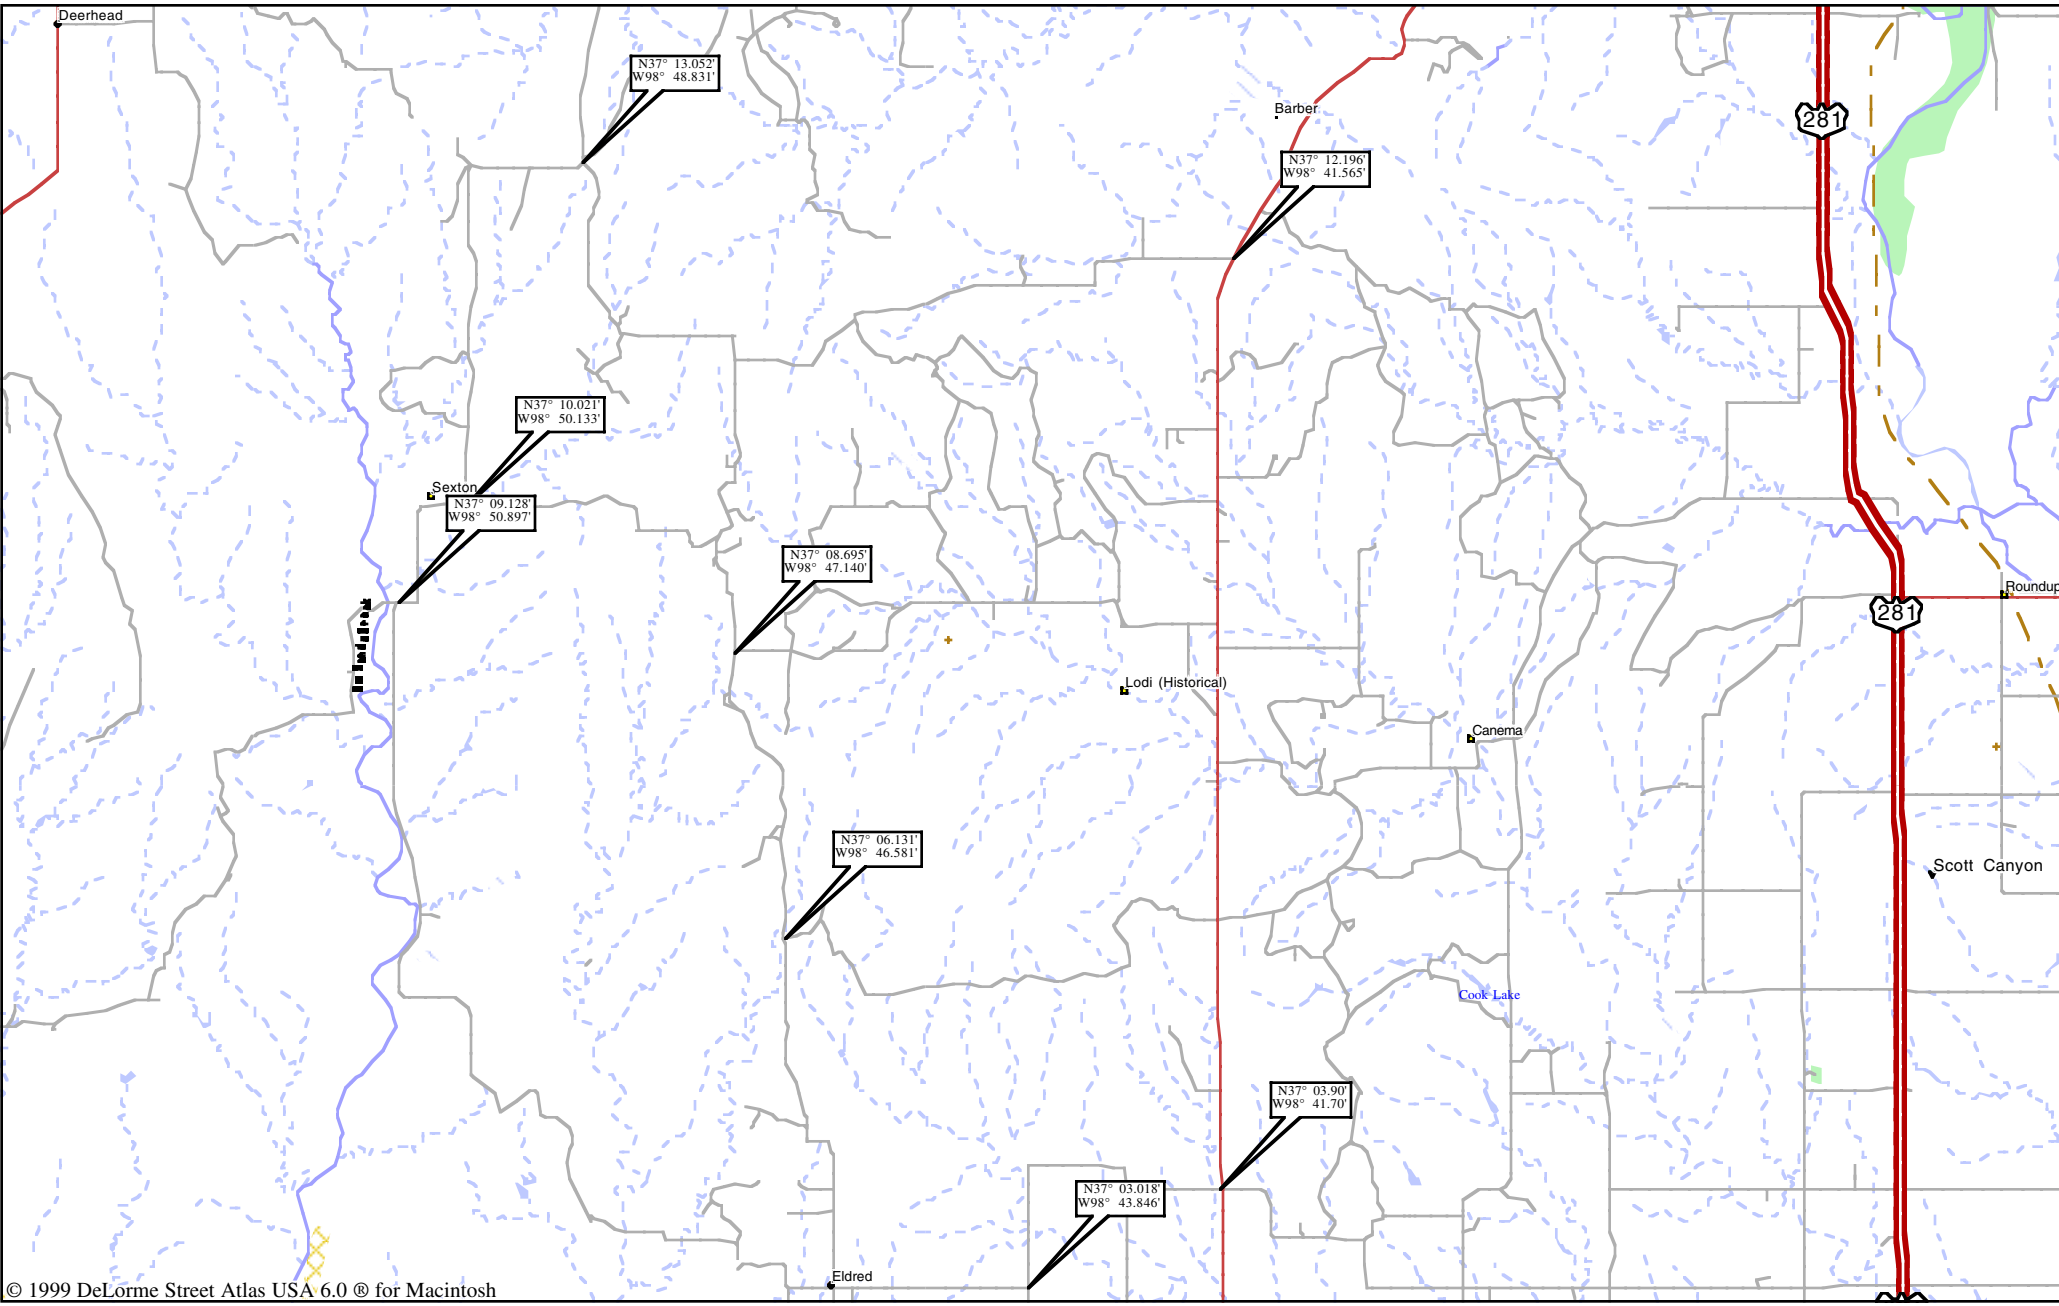 Deerhead
N37° 13.052'
W98° 48.831'
Barber
281
N37° 12.196'
W98° 41.565'
N37° 10.021'
W98° 50.133'
Sexton
N37° 09.128'
W98° 50.897'
N37° 08.695'
W98° 47.140'
Roundup
281
Lodi (Historical)
Canema
N37° 06.131'
W98° 46.581'
Scott Canyon
Cook Lake
N37° 03.90'
W98° 41.70'
N37° 03.018'
W98° 43.846'
Eldred
© 1999 DeLorme Street Atlas USA 6.0 ® for Macintosh